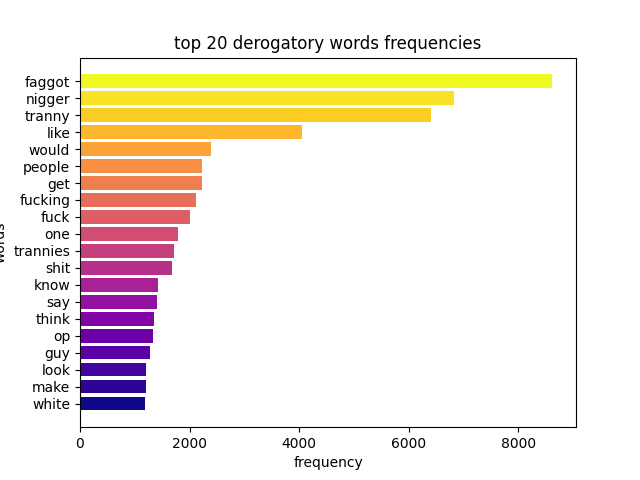 top 20 derogatory words frequencies
faggot
nigger
tranny
like
would
people
get
fucking
fuck
one
trannies
shit
know
say
think
op
guy
look
make
white
words
0 2000 4000 6000 8000
frequency